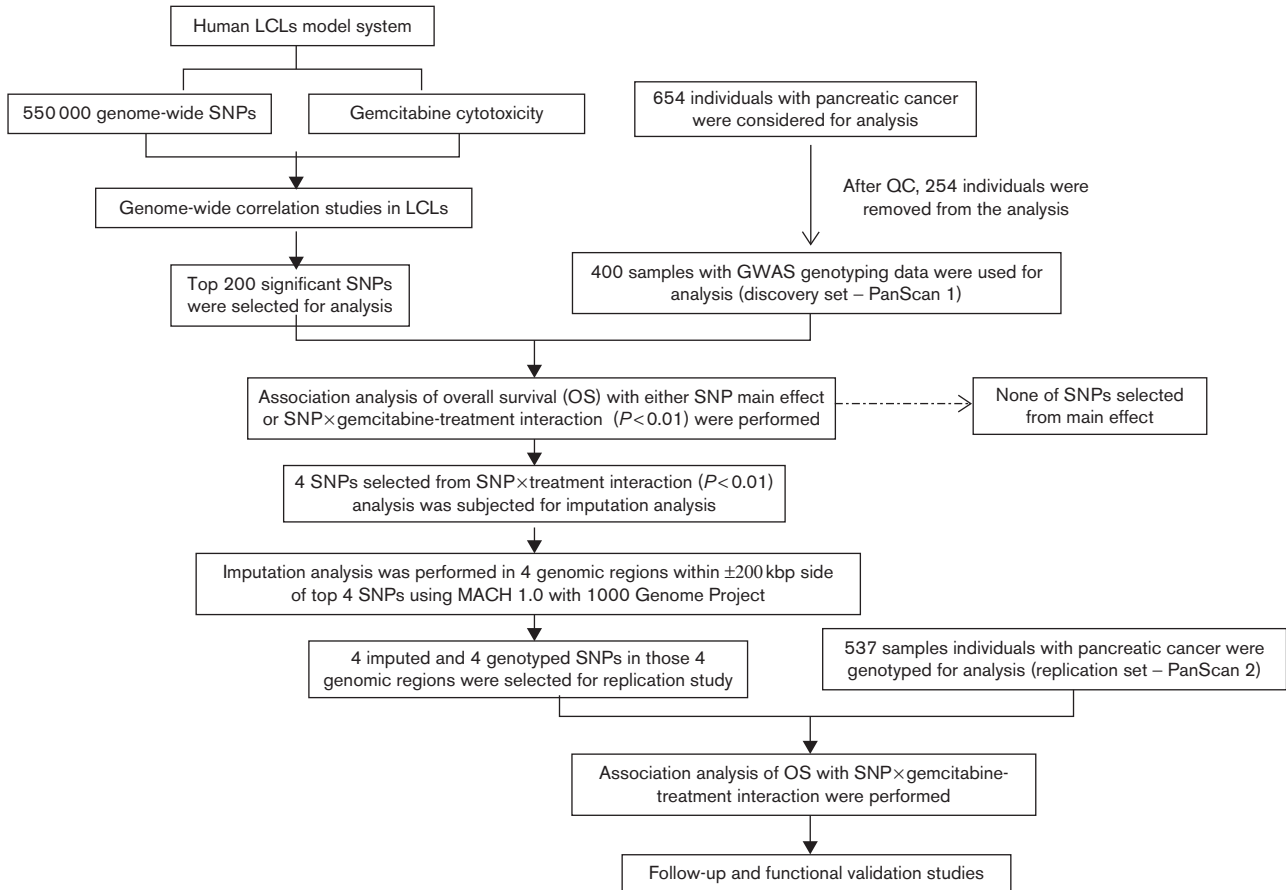 Human LCLs model system
550 000 genome-wide SNPs
Gemcitabine cytotoxicity
654 individuals with pancreatic cancer
were considered for analysis
After QC, 254 individuals were
removed from the analysis
Genome-wide correlation studies in LCLs
Top 200 significant SNPs
were selected for analysis
400 samples with GWAS genotyping data were used for
analysis (discovery set – PanScan 1)
Association analysis of overall survival (OS) with either SNP main effect
or SNP×gemcitabine-treatment interaction (P<0.01) were performed
None of SNPs selected
from main effect
4 SNPs selected from SNP×treatment interaction (P<0.01)
analysis was subjected for imputation analysis
Imputation analysis was performed in 4 genomic regions within ±200 kbp side
of top 4 SNPs using MACH 1.0 with 1000 Genome Project
4 imputed and 4 genotyped SNPs in those 4
genomic regions were selected for replication study
537 samples individuals with pancreatic cancer were
genotyped for analysis (replication set – PanScan 2)
Association analysis of OS with SNP×gemcitabine-
treatment interaction were performed
Follow-up and functional validation studies